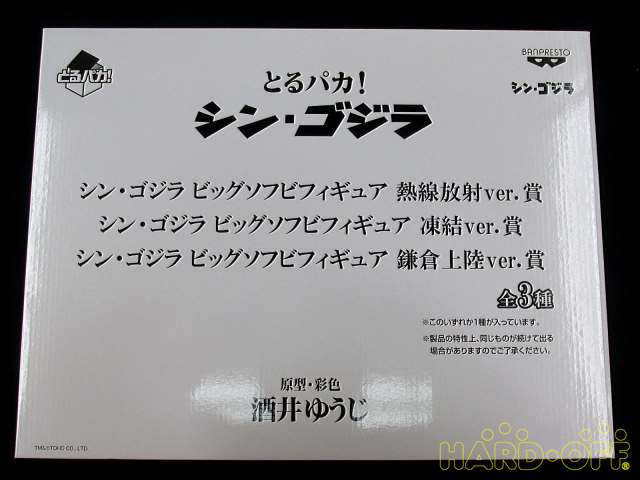 とるパカ!
BANPRESTO
シン・ゴジラ
とるパカ!
シン・ゴジラ
シン・ゴジラ ビッグソフビフィギュア 熱線放射ver.賞
シン・ゴジラ ビッグソフビフィギュア 凍結ver.賞
シン・ゴジラ ビッグソフビフィギュア 鎌倉上陸ver.賞
全3種
※このいずれか1種が入っています。
※製品の特性上、同じものが続けて出る
場合がありますのでご了承ください。
原型・彩色
酒井ゆうじ
TM&©TOHO CO., LTD.
HARD·OFF®